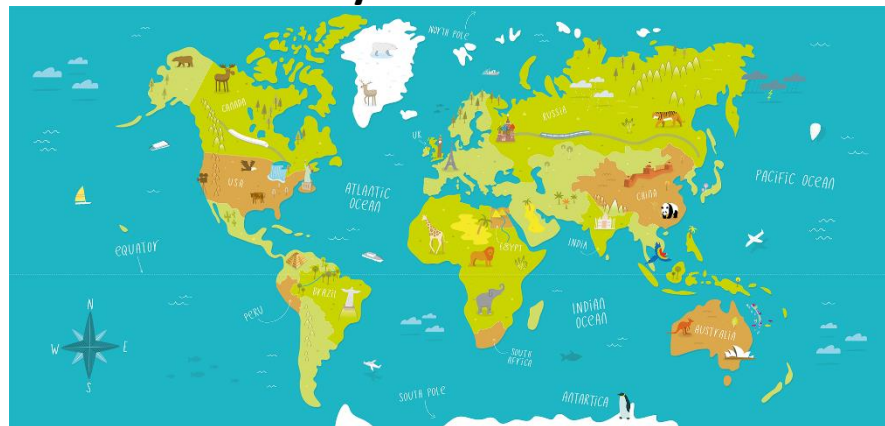 NORTH POLE
CANADA
RUSSIA
UK
USA
ATLANTIC
OCEAN
CHINA
PACIFIC OCEAN
EQUATOR
EGYPT
INDIA
BRAZIL
PERU
INDIAN
OCEAN
N
W E
S
SOUTH
AFRICA
AUSTRALIA
SOUTH POLE
ANTARTICA